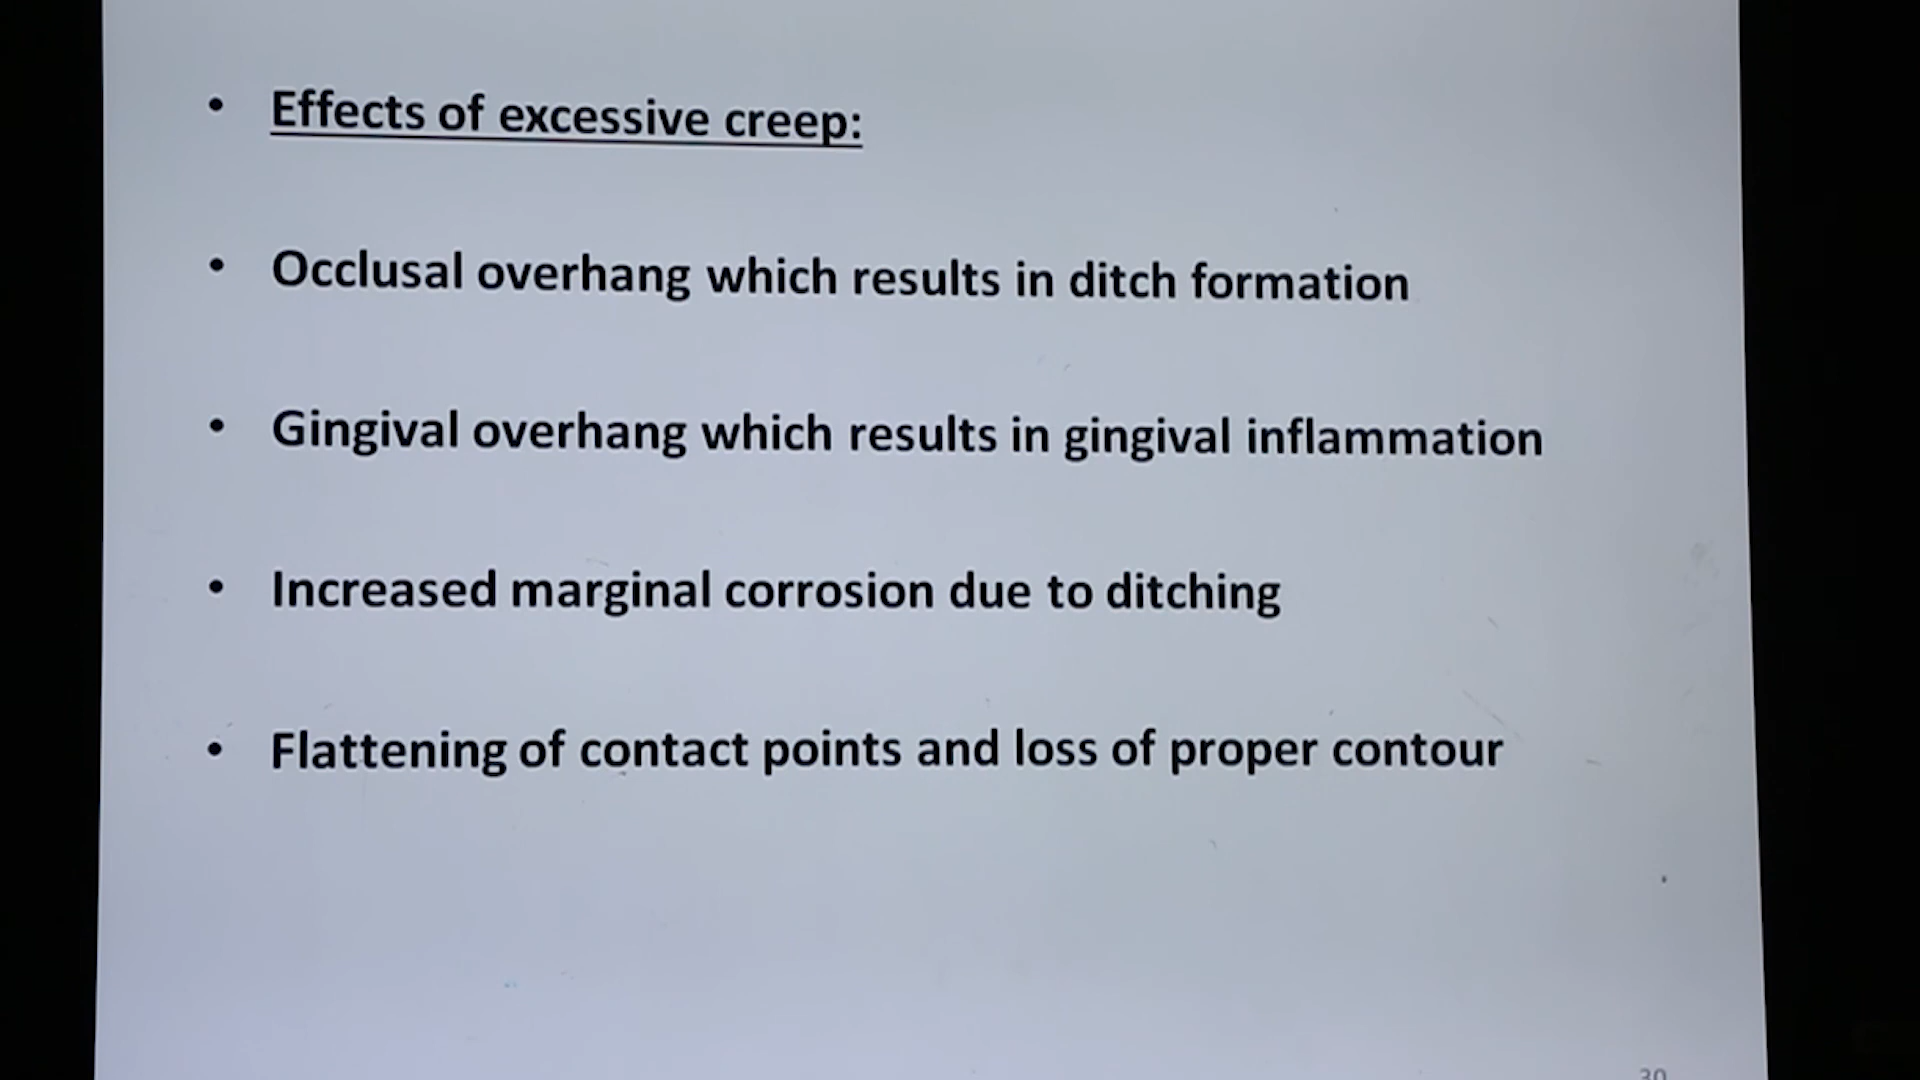 • Effects of excessive creep:
• Occlusal overhang which results in ditch formation
• Gingival overhang which results in gingival inflammation
• Increased marginal corrosion due to ditching
• Flattening of contact points and loss of proper contour
30